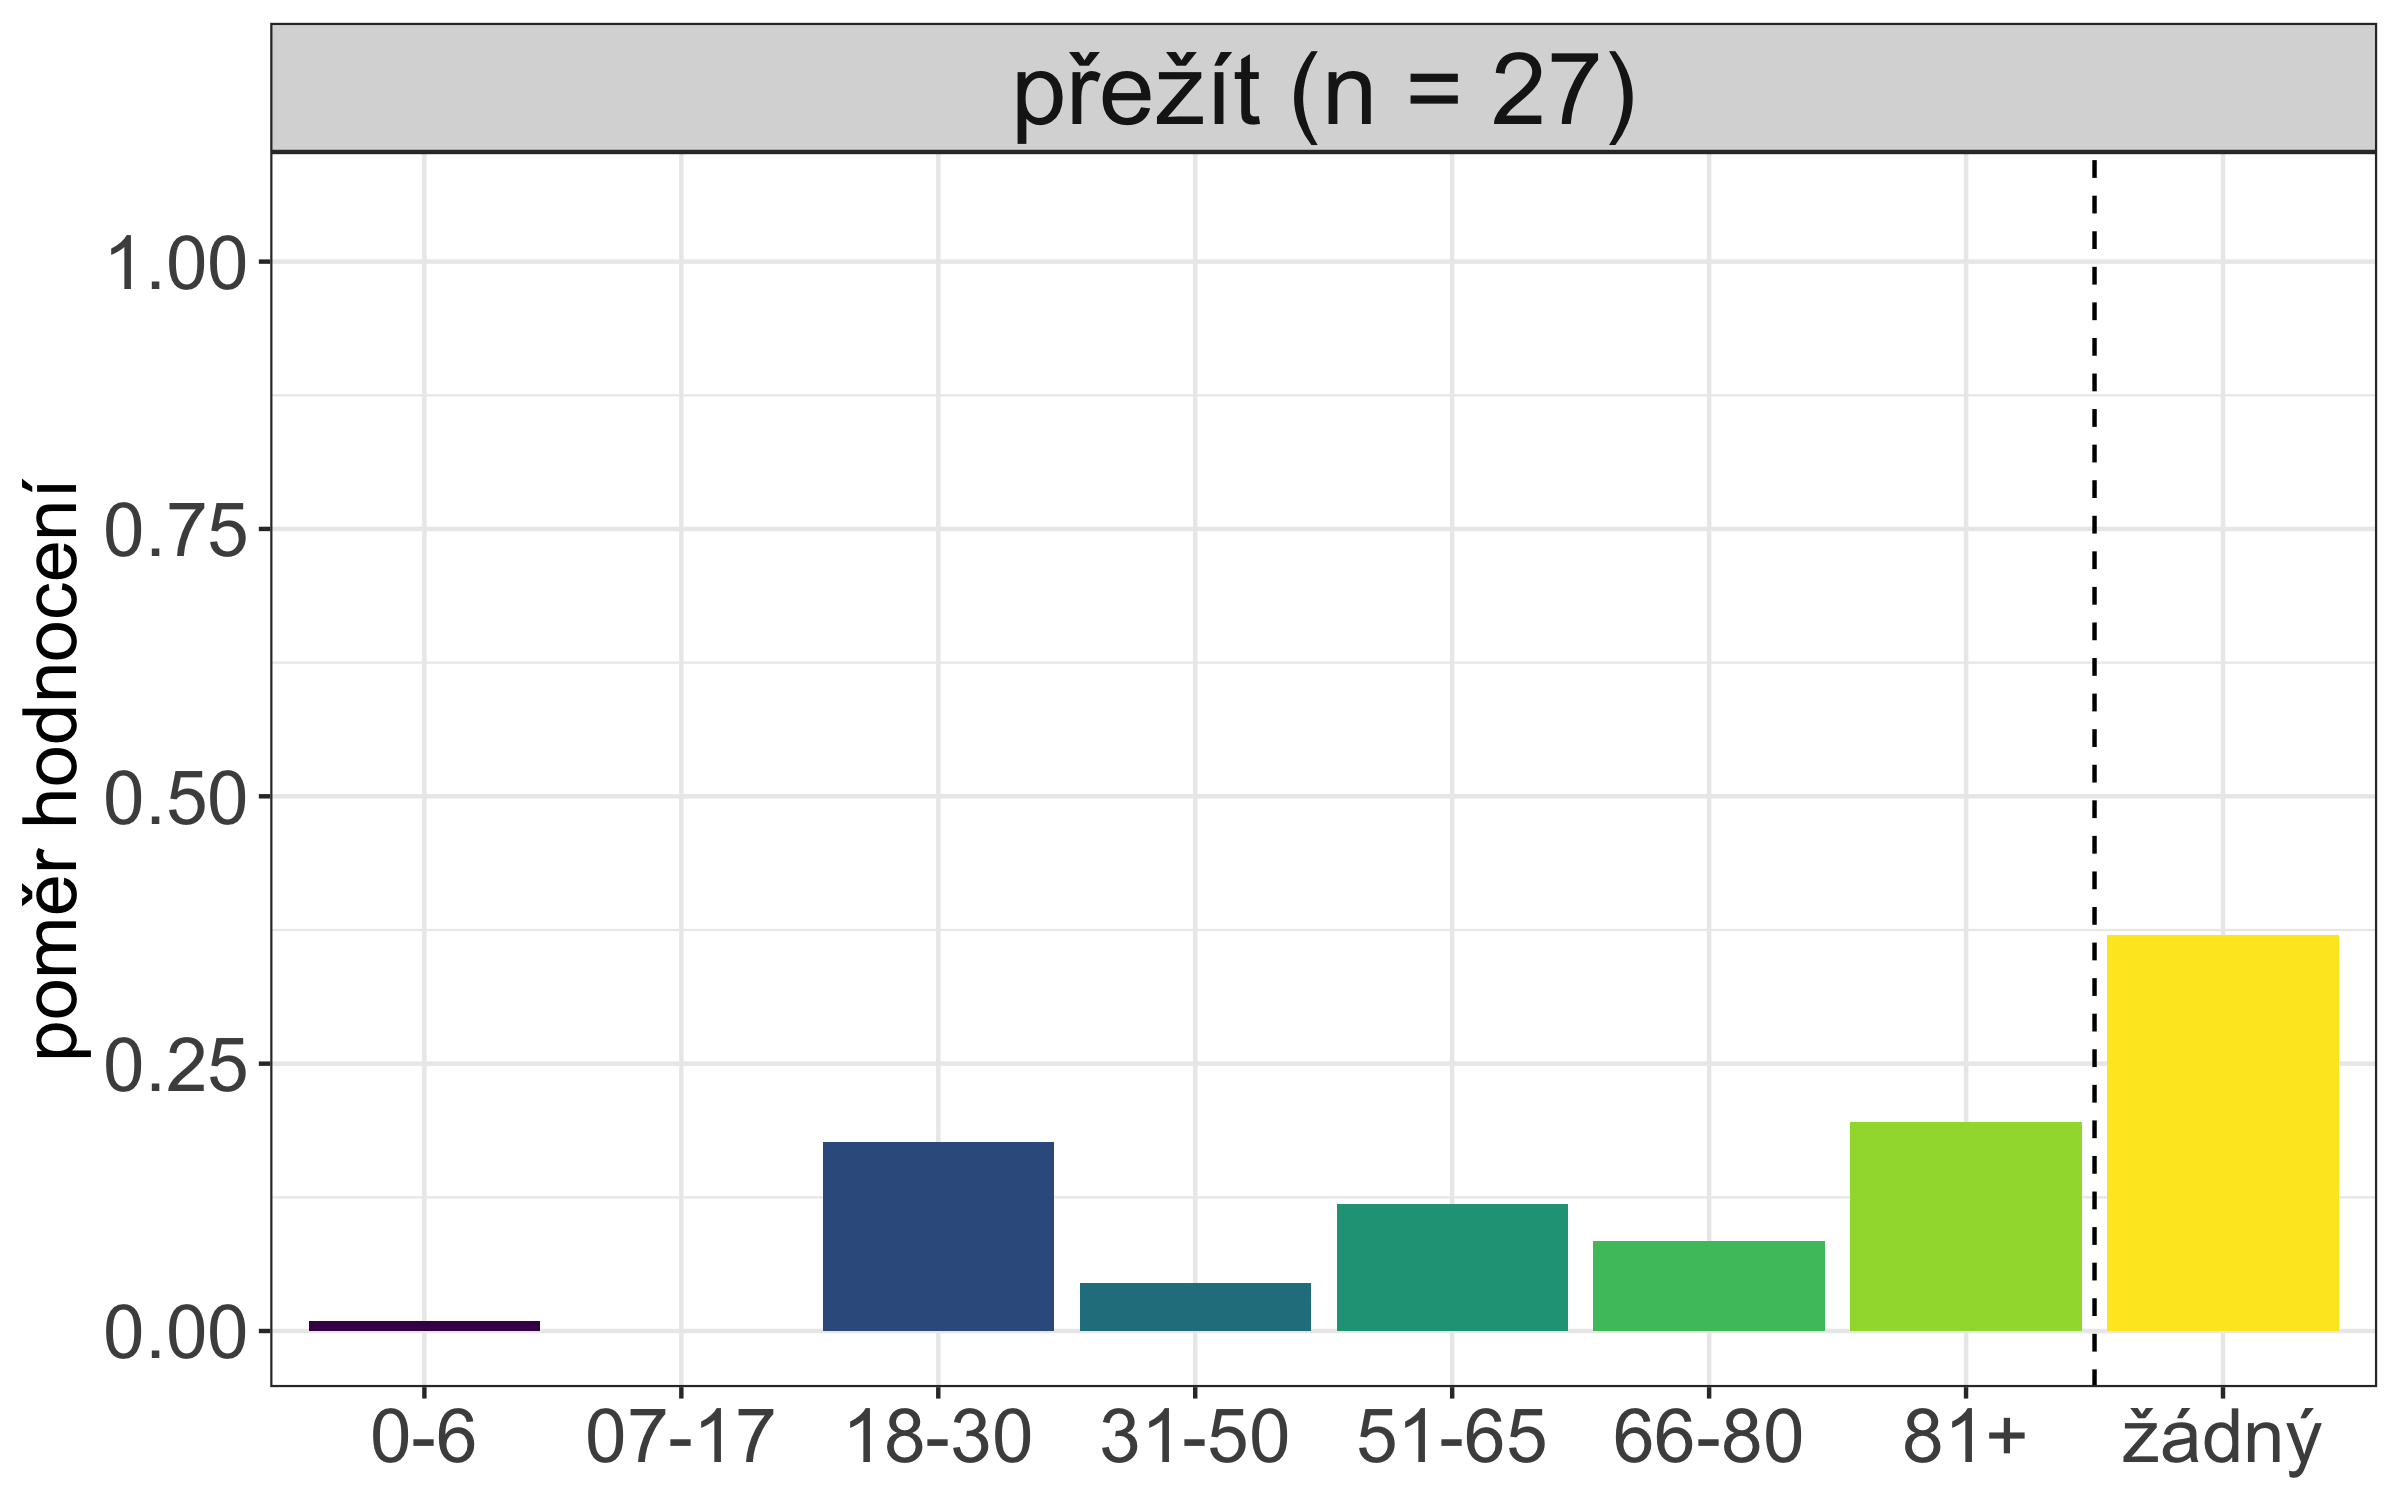 přežít (n = 27)
poměr hodnocení
1.00
0.75
0.50
0.25
0.00
0-6 07-17 18-30 31-50 51-65 66-80 81+ žádný